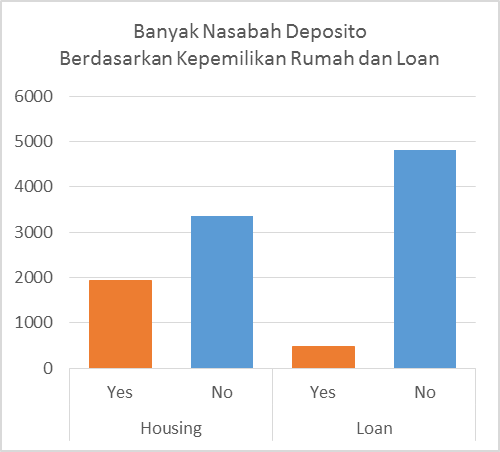 Banyak Nasabah Deposito
Berdasarkan Kepemilikan Rumah dan Loan
6000
5000
4000
3000
2000
1000
0
Yes No Yes No
Housing Loan